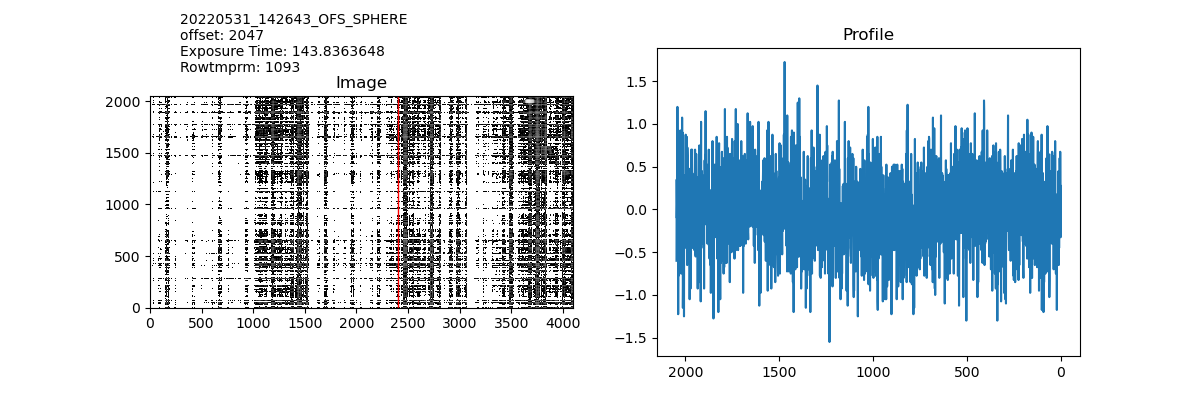 20220531_142643_OFS_SPHERE
offset: 2047
Exposure Time: 143.8363648
Rowtmprm: 1093
Image
2000
1500
1000
500
0
0 500 1000 1500 2000 2500 3000 3500 4000
Profile
1.5
1.0
0.5
0.0
−0.5
−1.0
−1.5
2000 1500 1000 500 0